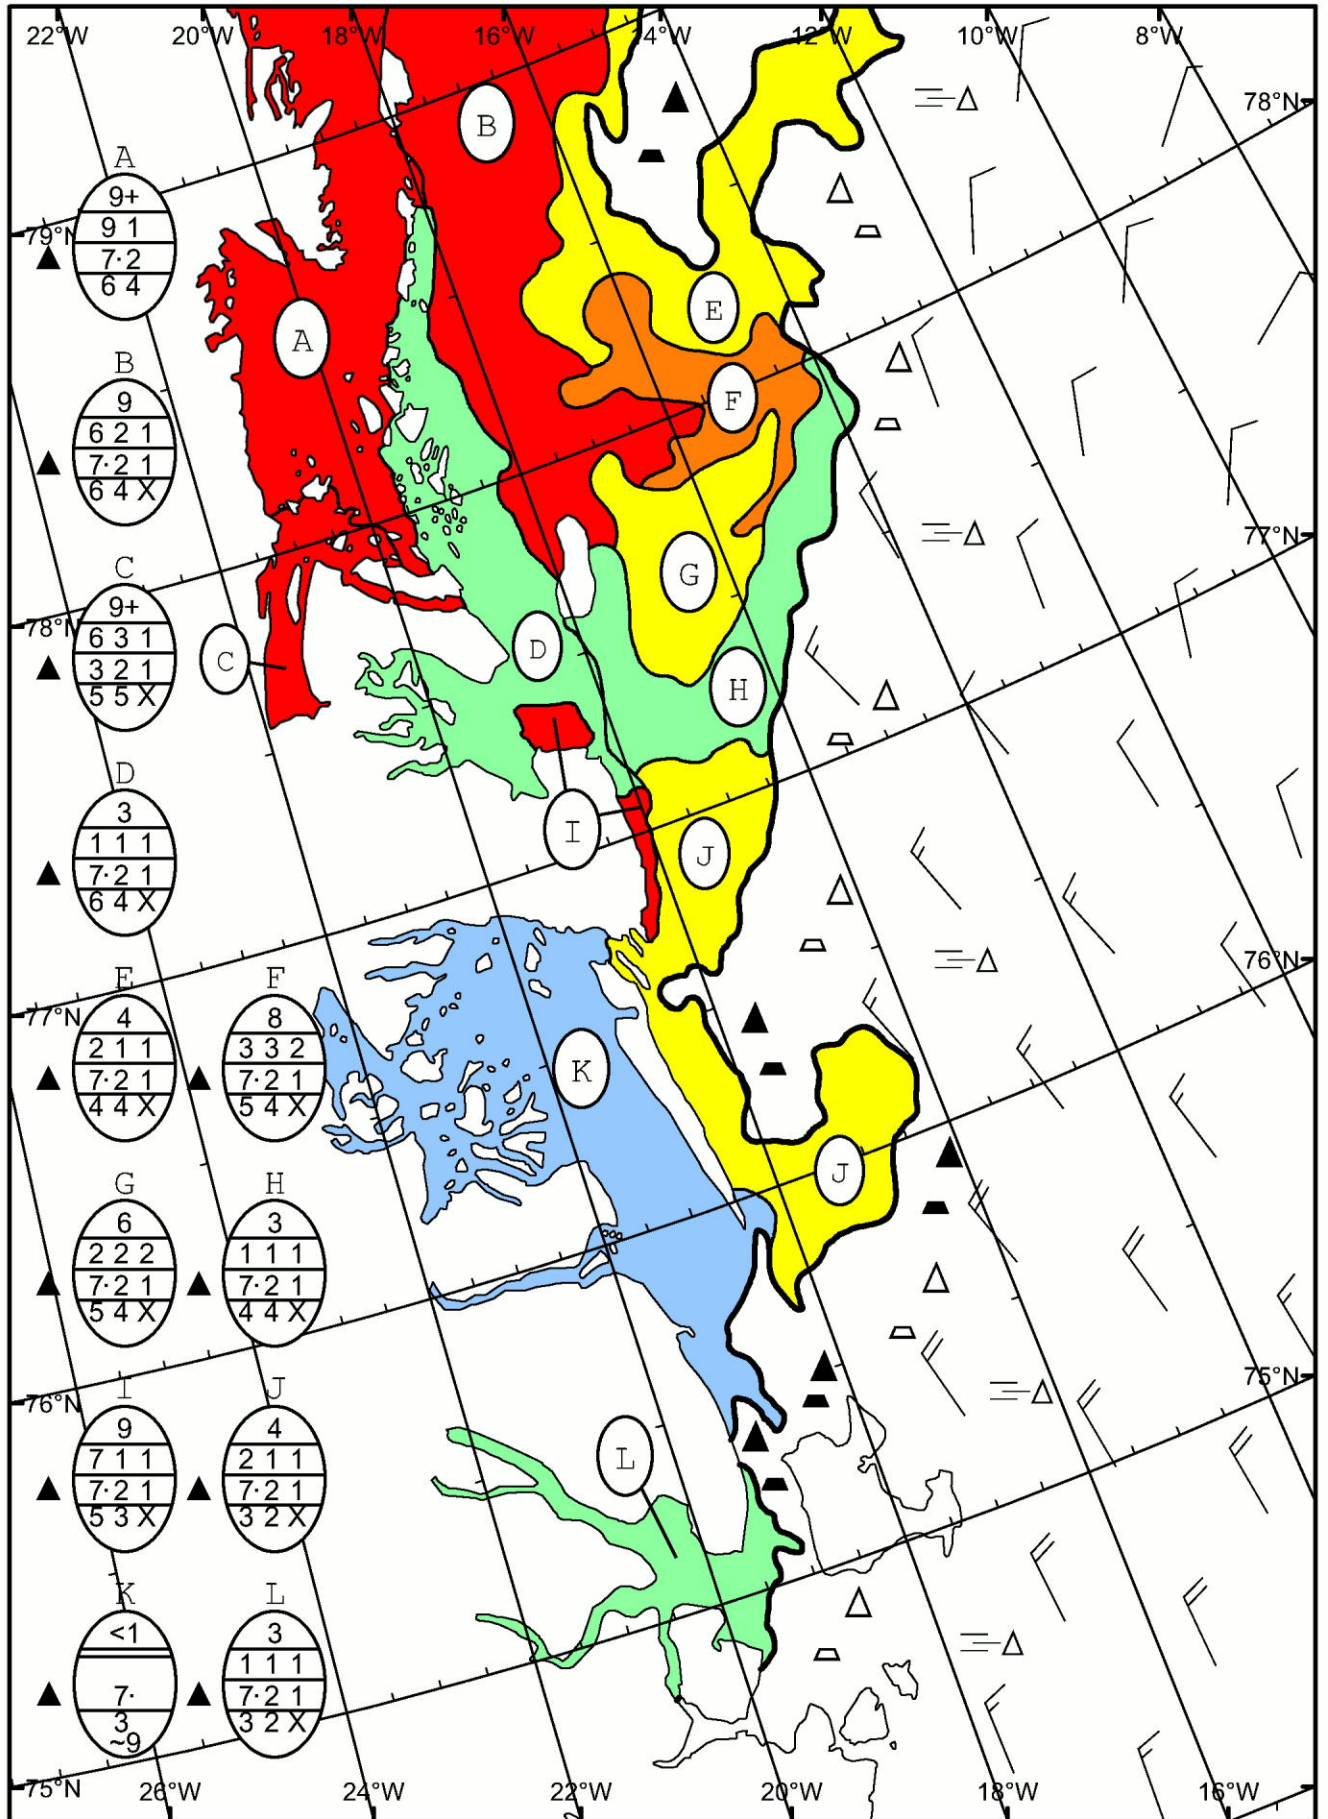 22°W 20°W 18°W 16°W 14°W 12°W 10°W 8°W
78°N
B
A
9+
9 1
7·2
6 4
79°N
E
A
B
9
6 2 1
7·2 1
6 4 X
F
77°N
G
C
9+
6 3 1
3 2 1
5 5 X
78°N
C
D
H
D
3
1 1 1
7·2 1
6 4 X
I
J
76°N
E F
4 8
2 1 1 3 3 2
7·2 1 7·2 1
4 4 X 5 4 X
77°N
K
J
G H
6 3
2 2 2 1 1 1
7·2 1 7·2 1
5 4 X 4 4 X
75°N
76°N
I J
9 4
7 1 1 2 1 1
7·2 1 7·2 1
5 3 X 3 2 X
L
K L
<1 3
1 1 1
7· 7·2 1
3 3 2 X
~9
75°N 26°W 24°W 22°W 20°W 18°W 16°W